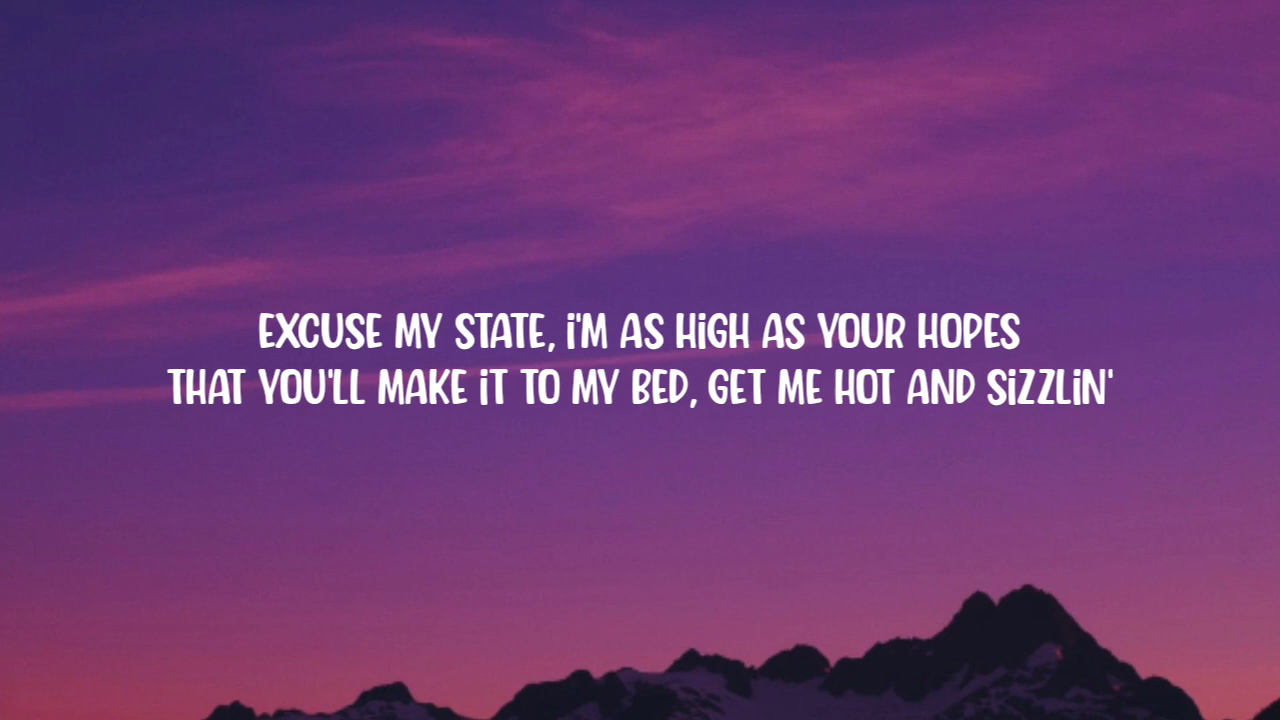 EXCUSE MY STATE, i'M AS HiGH AS YOUR HOPES
THAT YOU'LL MAKE iT TO MY BED, GET ME HOT AND SiZZLiN'